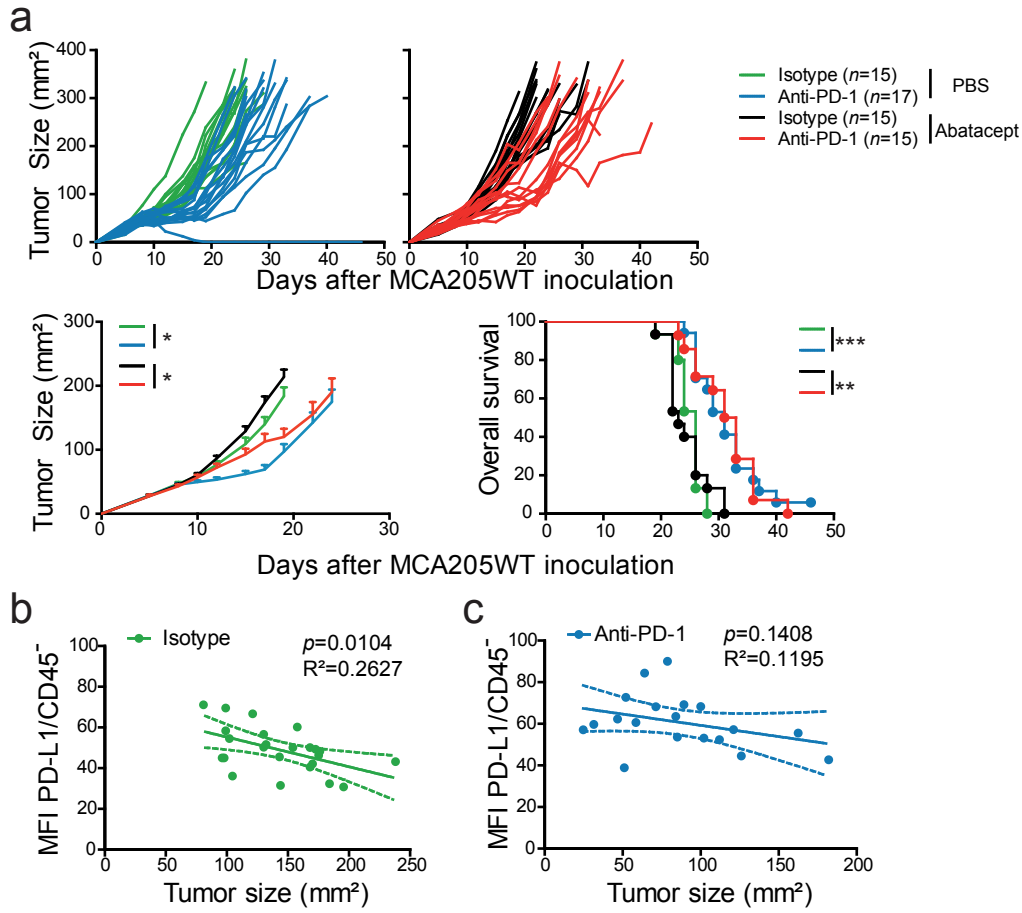 a
Tumor Size (mm²)
400
300
200
100
0
0 10 20 30 40 50
0 10 20 30 40 50
Days after MCA205WT inoculation
Isotype (n=15)
Anti-PD-1 (n=17)
PBS
Isotype (n=15)
Anti-PD-1 (n=15)
Abatacept
Tumor Size (mm²)
300
200
100
0
0 10 20 30
*
*
Overall survival
100
80
60
40
20
0
0 10 20 30 40 50
***
**
Days after MCA205WT inoculation
b
Isotype
p=0.0104
R²=0.2627
MFI PD-L1/CD45⁻
100
80
60
40
20
0
0 50 100 150 200 250
Tumor size (mm²)
c
Anti-PD-1
p=0.1408
R²=0.1195
MFI PD-L1/CD45⁻
100
80
60
40
20
0
0 50 100 150 200
Tumor size (mm²)